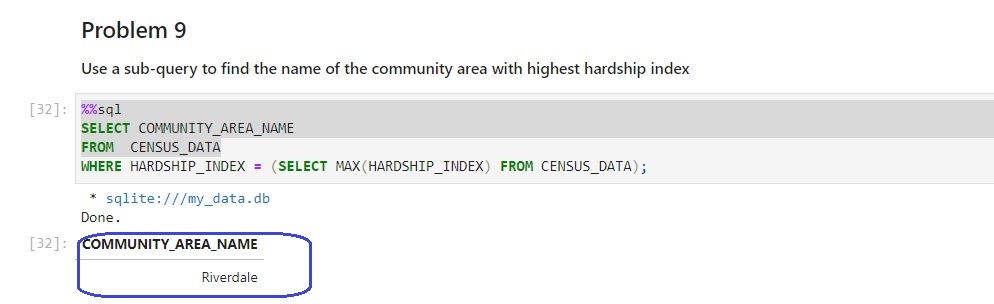 Problem 9
Use a sub-query to find the name of the community area with highest hardship index
[32]: %%sql
SELECT COMMUNITY_AREA_NAME
FROM  CENSUS_DATA
WHERE HARDSHIP_INDEX = (SELECT MAX(HARDSHIP_INDEX) FROM CENSUS_DATA);
* sqlite:///my_data.db
Done.
[32]: COMMUNITY_AREA_NAME
Riverdale